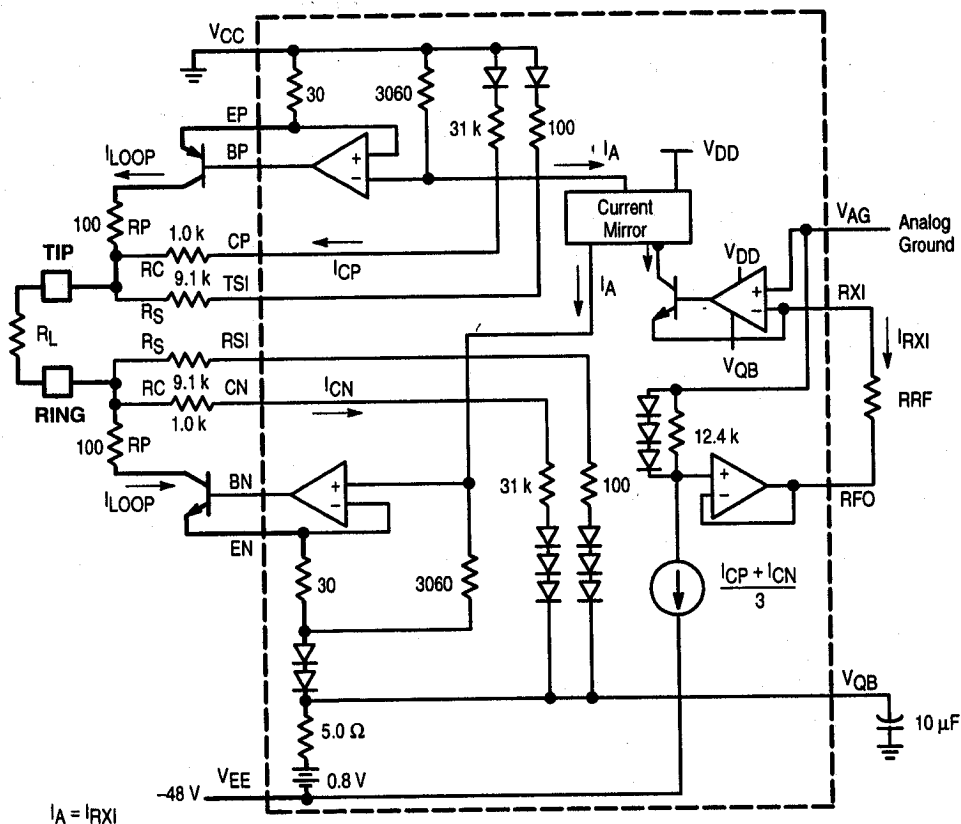 VCC
30
3060
31 k
100
EP
ILOOP
BP
+
−
IA
VDD
Current
Mirror
VAG
Analog
Ground
100
RP
1.0 k
CP
ICP
TIP
RC
9.1 k
TSI
RS
IA
VDD
+
−
RXI
IRXI
VQB
RL
RS
RSI
RC
9.1 k
CN
ICN
1.0 k
RING
RRF
100
RP
12.4 k
ILOOP
BN
+
−
31 k
100
+
−
RFO
EN
30
3060
ICP + ICN
3
VQB
5.0 Ω
10 µF
VEE
0.8 V
−48 V
IA = IRXI